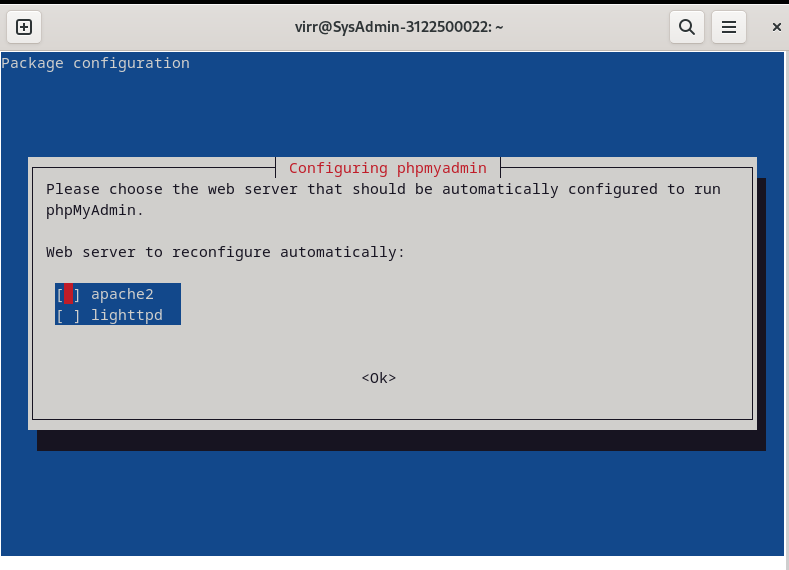 virr@SysAdmin-3122500022: ~
Package configuration
Configuring phpmyadmin
Please choose the web server that should be automatically configured to run
phpMyAdmin.
Web server to reconfigure automatically:
[ ] apache2
[ ] lighttpd
<Ok>